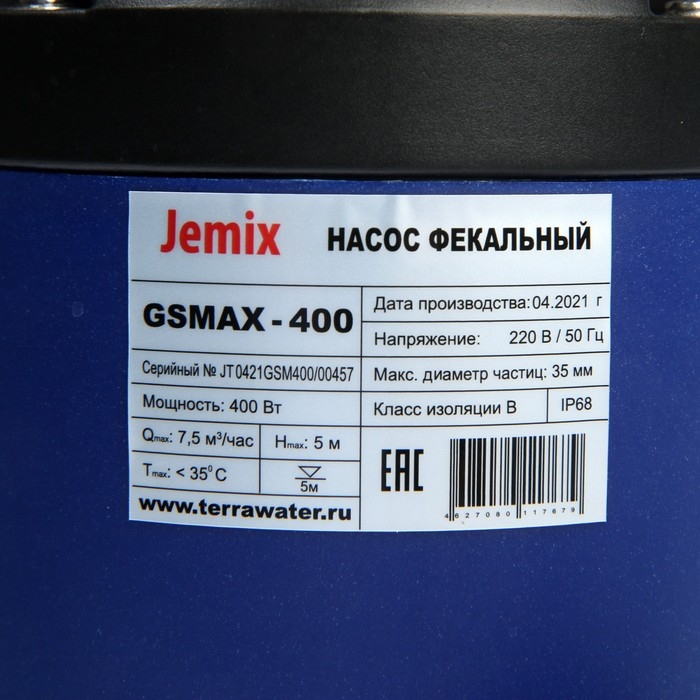 Jemix НАСОС ФЕКАЛЬНЫЙ
GSMAX - 400
Серийный № JT0421GSM400/00457
Мощность: 400 Вт
Qmax: 7,5 м³/час Hmax: 5 м
Tmax: < 35⁰ C 5м
www.terrawater.ru
Дата производства: 04.2021 г
Напряжение: 220 В / 50 Гц
Макс. диаметр частиц: 35 мм
Класс изоляции В IP68
EAC
4627080117679